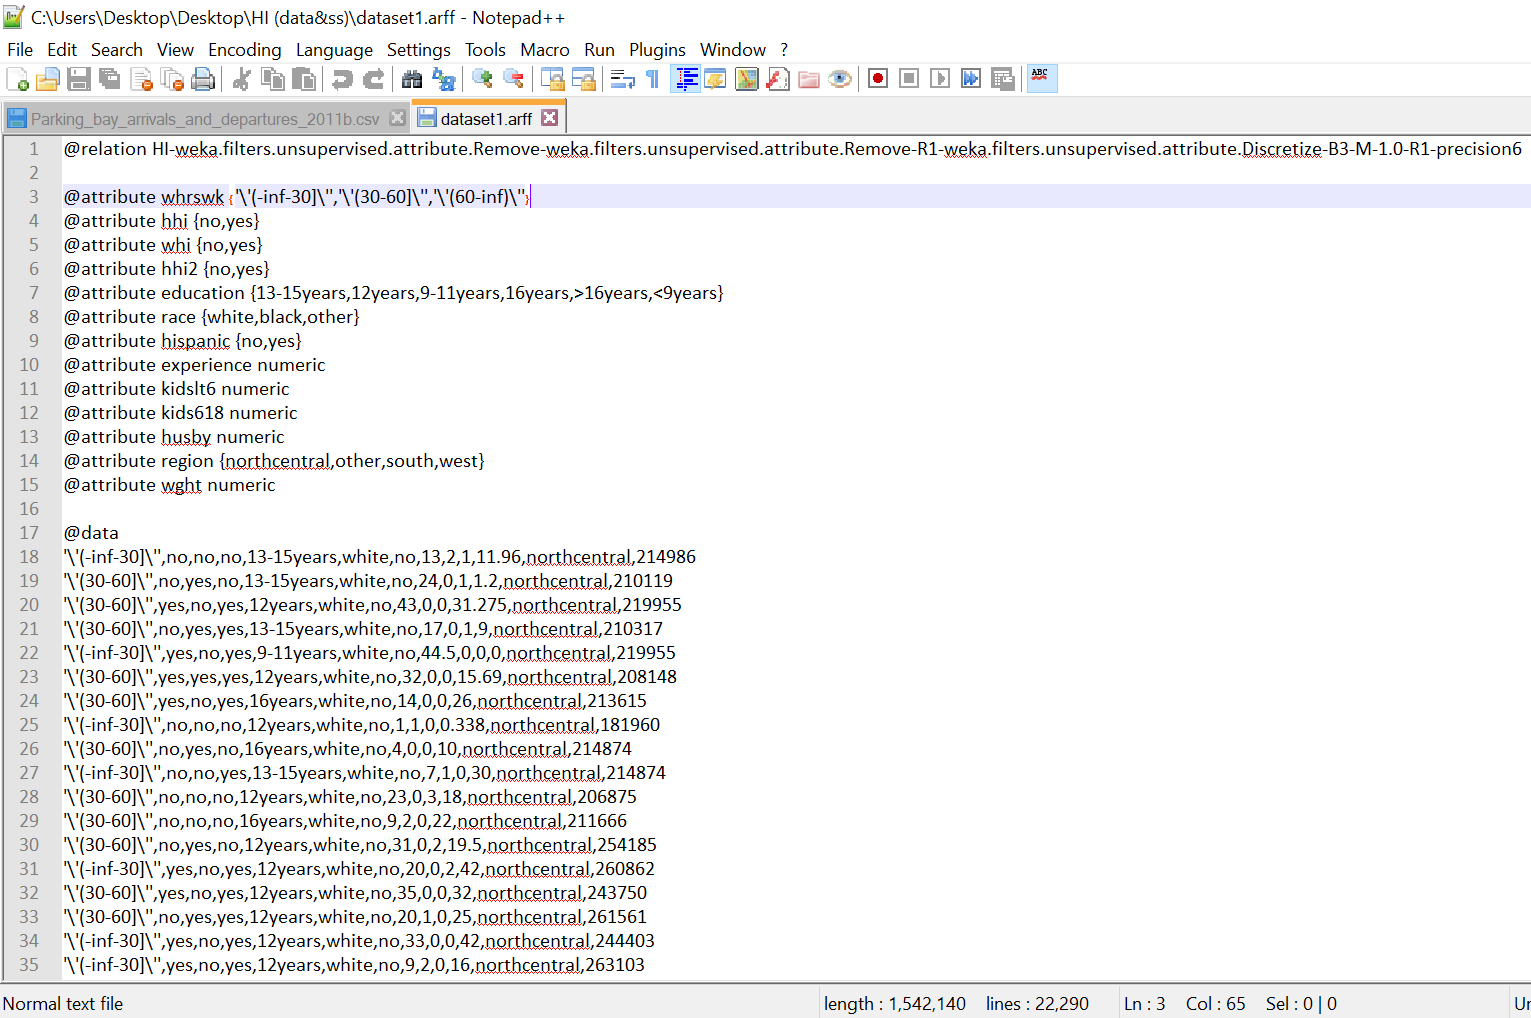 C:\Users\Desktop\Desktop\HI (data&ss)\dataset1.arff - Notepad++
File Edit Search View Encoding Language Settings Tools Macro Run Plugins Window ?
ABC
Parking_bay_arrivals_and_departures_2011b.csv dataset1.arff
1 @relation HI-weka.filters.unsupervised.attribute.Remove-weka.filters.unsupervised.attribute.Remove-R1-weka.filters.unsupervised.attribute.Discretize-B3-M-1.0-R1-precision6
2
3 @attribute whrswk {'\'(-inf-30]\'','\'(30-60]\'','\'(60-inf)\''}
4 @attribute hhi {no,yes}
5 @attribute whi {no,yes}
6 @attribute hhi2 {no,yes}
7 @attribute education {13-15years,12years,9-11years,16years,>16years,<9years}
8 @attribute race {white,black,other}
9 @attribute hispanic {no,yes}
10 @attribute experience numeric
11 @attribute kidslt6 numeric
12 @attribute kids618 numeric
13 @attribute husby numeric
14 @attribute region {northcentral,other,south,west}
15 @attribute wght numeric
16
17 @data
18 '\'(-inf-30]\'',no,no,no,13-15years,white,no,13,2,1,11.96,northcentral,214986
19 '\'(30-60]\'',no,yes,no,13-15years,white,no,24,0,1,1.2,northcentral,210119
20 '\'(30-60]\'',yes,no,yes,12years,white,no,43,0,0,31.275,northcentral,219955
21 '\'(30-60]\'',no,yes,yes,13-15years,white,no,17,0,1,9,northcentral,210317
22 '\'(-inf-30]\'',yes,no,yes,9-11years,white,no,44.5,0,0,0,northcentral,219955
23 '\'(30-60]\'',yes,yes,yes,12years,white,no,32,0,0,15.69,northcentral,208148
24 '\'(30-60]\'',yes,no,yes,16years,white,no,14,0,0,26,northcentral,213615
25 '\'(-inf-30]\'',no,no,no,12years,white,no,1,1,0,0.338,northcentral,181960
26 '\'(30-60]\'',no,yes,no,16years,white,no,4,0,0,10,northcentral,214874
27 '\'(-inf-30]\'',no,no,yes,13-15years,white,no,7,1,0,30,northcentral,214874
28 '\'(30-60]\'',no,no,no,12years,white,no,23,0,3,18,northcentral,206875
29 '\'(30-60]\'',no,no,no,16years,white,no,9,2,0,22,northcentral,211666
30 '\'(30-60]\'',no,yes,no,12years,white,no,31,0,2,19.5,northcentral,254185
31 '\'(-inf-30]\'',yes,no,yes,12years,white,no,20,0,2,42,northcentral,260862
32 '\'(30-60]\'',yes,no,yes,12years,white,no,35,0,0,32,northcentral,243750
33 '\'(30-60]\'',no,yes,yes,12years,white,no,20,1,0,25,northcentral,261561
34 '\'(-inf-30]\'',yes,no,yes,12years,white,no,33,0,0,42,northcentral,244403
35 '\'(-inf-30]\'',yes,no,yes,12years,white,no,9,2,0,16,northcentral,263103
Normal text file length : 1,542,140 lines : 22,290 Ln : 3 Col : 65 Sel : 0 | 0